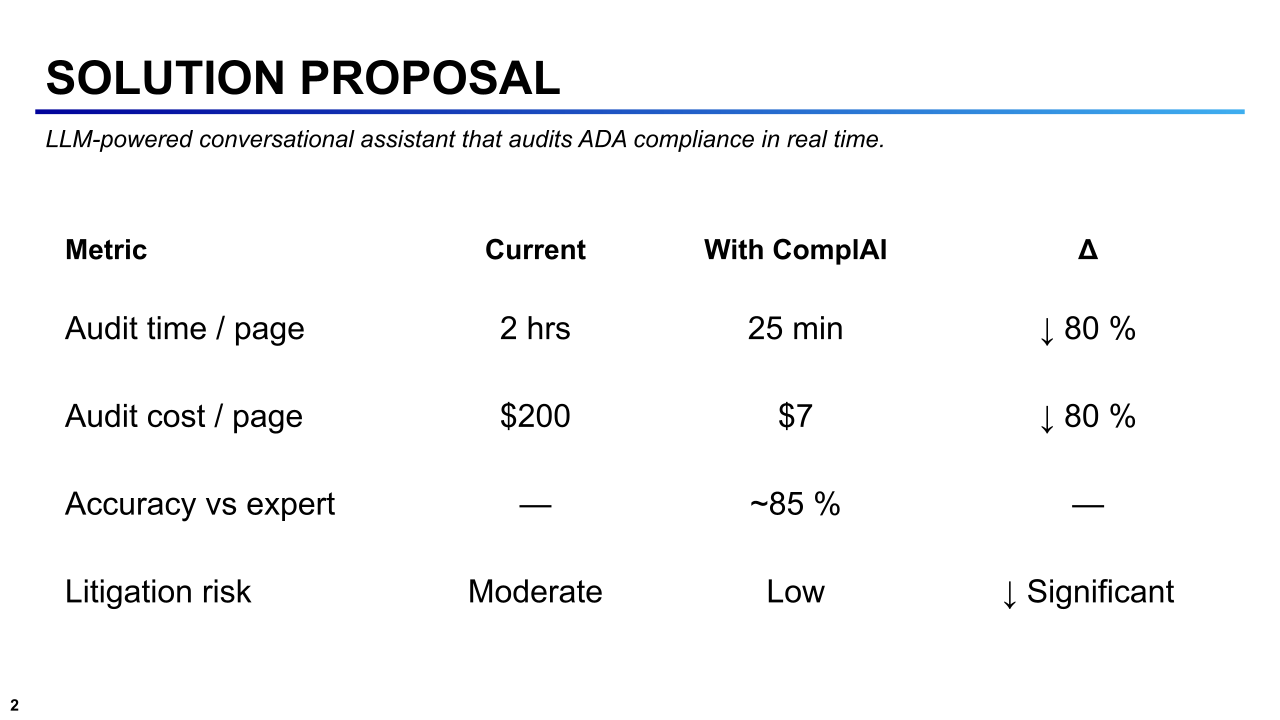 SOLUTION PROPOSAL
LLM-powered conversational assistant that audits ADA compliance in real time.
Metric Current With ComplAI Δ
Audit time / page 2 hrs 25 min ↓ 80 %
Audit cost / page $200 $7 ↓ 80 %
Accuracy vs expert — ~85 % —
Litigation risk Moderate Low ↓ Significant
2